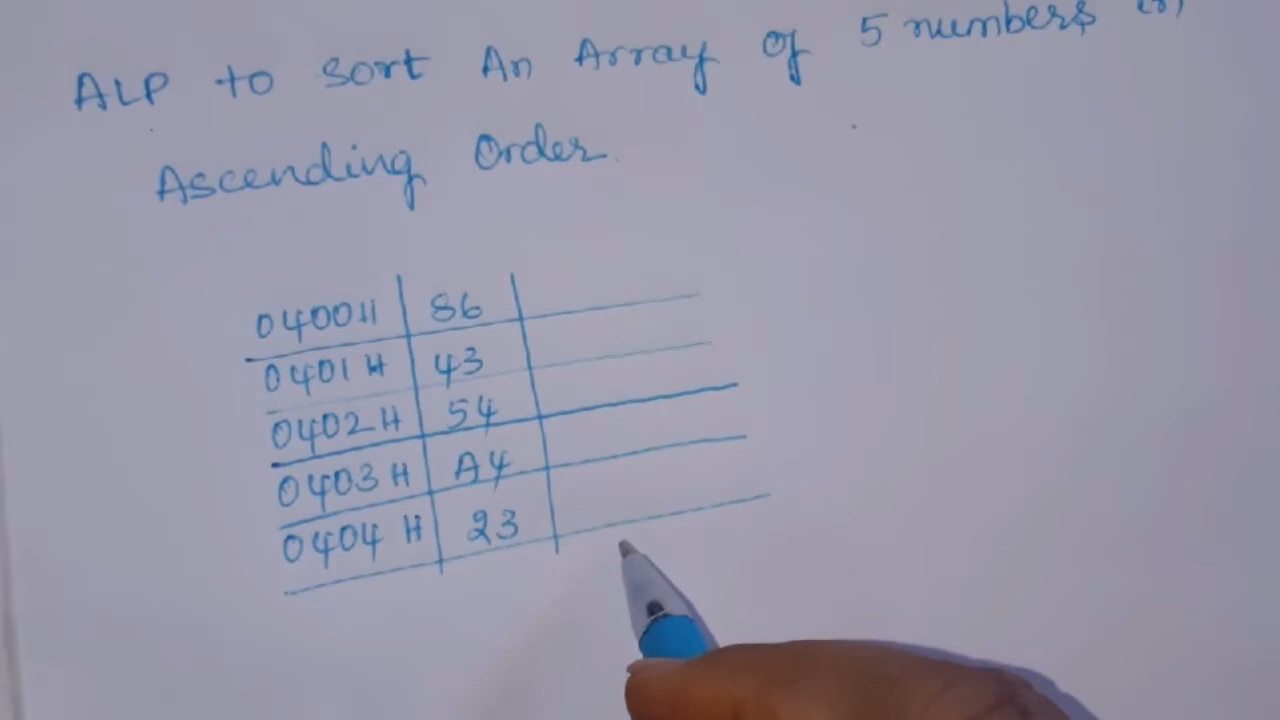 ALP to Sort An Array Of 5 numbers
Ascending Order.
0400H 86
0401H 43
0402H 54
0403H A4
0404H 23